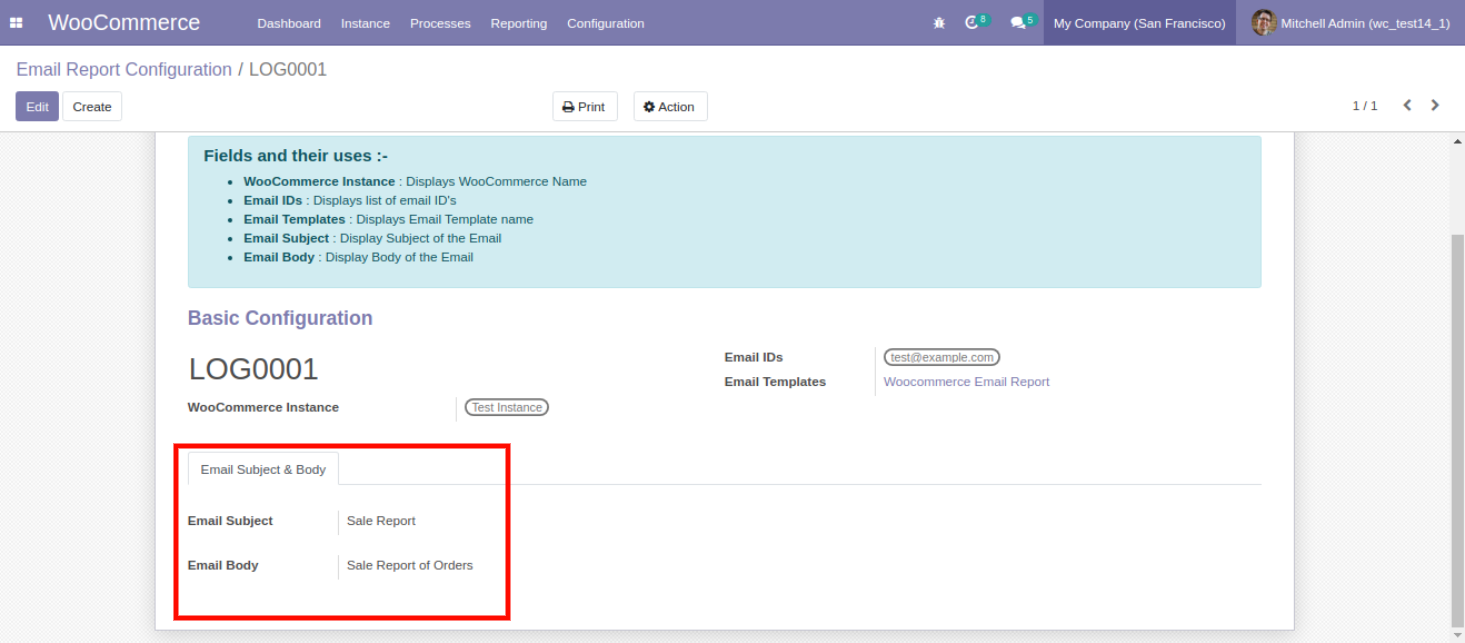 WooCommerce Dashboard Instance Processes Reporting Configuration 8 5 My Company (San Francisco) Mitchell Admin (wc_test14_1)
Email Report Configuration / LOG0001
Edit Create Print Action 1 / 1
Fields and their uses :-
• WooCommerce Instance : Displays WooCommerce Name
• Email IDs : Displays list of email ID's
• Email Templates : Displays Email Template name
• Email Subject : Display Subject of the Email
• Email Body : Display Body of the Email
Basic Configuration
LOG0001
WooCommerce Instance Test Instance
Email IDs test@example.com
Email Templates Woocommerce Email Report
Email Subject & Body
Email Subject Sale Report
Email Body Sale Report of Orders